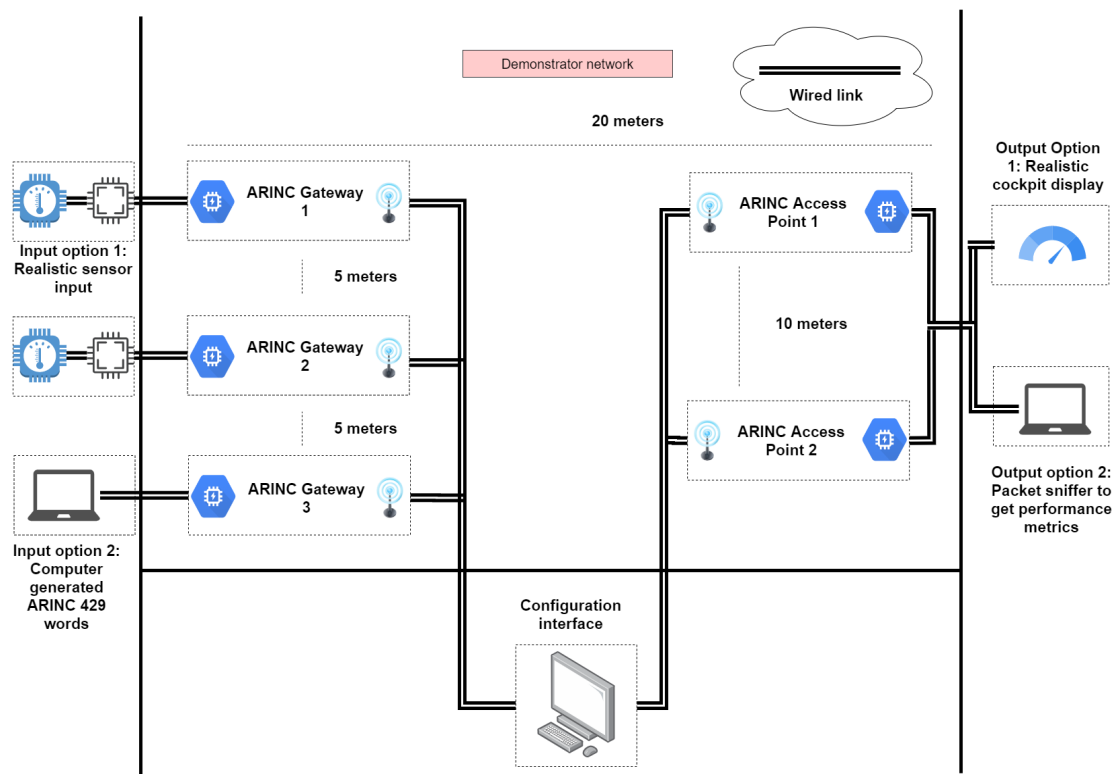 Demonstrator network
Wired link
20 meters
ARINC Gateway
1
ARINC Access
Point 1
Output Option
1: Realistic
cockpit display
Input option 1:
Realistic sensor
input
5 meters
10 meters
ARINC Gateway
2
5 meters
ARINC Access
Point 2
ARINC Gateway
3
Output option 2:
Packet sniffer to
get performance
metrics
Input option 2:
Computer
generated
ARINC 429
words
Configuration
interface